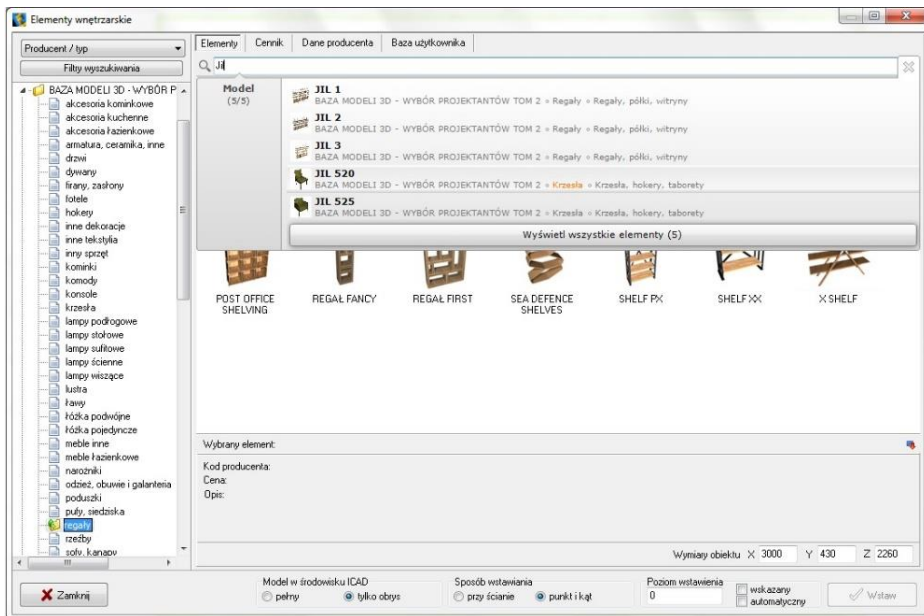 Elementy wnętrzarskie
Producent / typ
Filtry wyszukiwania
BAZA MODELI 3D - WYBÓR P
akcesoria kominkowe
akcesoria kuchenne
akcesoria łazienkowe
armatura, ceramika, inne
drzwi
dywany
firany, zasłony
fotele
hokery
inne dekoracje
inne tekstylia
inny sprzęt
kominki
komody
konsole
krzesła
lampy podłogowe
lampy stołowe
lampy sufitowe
lampy ścienne
lampy wiszące
lustra
ławy
łóżka podwójne
łóżka pojedyncze
meble inne
meble łazienkowe
narożniki
odzież, obuwie i galanteria
poduszki
pufy, siedziska
regały
rzeźby
sofy, kanapy
Elementy Cennik Dane producenta Baza użytkownika
Jil
Model
(5/5)
JIL 1
BAZA MODELI 3D - WYBÓR PROJEKTANTÓW TOM 2 » Regały » Regały, półki, witryny
JIL 2
BAZA MODELI 3D - WYBÓR PROJEKTANTÓW TOM 2 » Regały » Regały, półki, witryny
JIL 3
BAZA MODELI 3D - WYBÓR PROJEKTANTÓW TOM 2 » Regały » Regały, półki, witryny
JIL 520
BAZA MODELI 3D - WYBÓR PROJEKTANTÓW TOM 2 » Krzesła » Krzesła, hokery, taborety
JIL 525
BAZA MODELI 3D - WYBÓR PROJEKTANTÓW TOM 2 » Krzesła » Krzesła, hokery, taborety
Wyświetl wszystkie elementy (5)
POST OFFICE SHELVING
REGAŁ FANCY
REGAŁ FIRST
SEA DEFENCE SHELVES
SHELF PX
SHELF XX
X SHELF
Wybrany element:
Kod producenta:
Cena:
Opis:
Wymiary obiektu X 3000 Y 430 Z 2260
Zamknij
Model w środowisku ICAD
pełny tylko obrys
Sposób wstawiania
przy ścianie punkt i kąt
Poziom wstawienia
0
wskazany
automatyczny
Wstaw